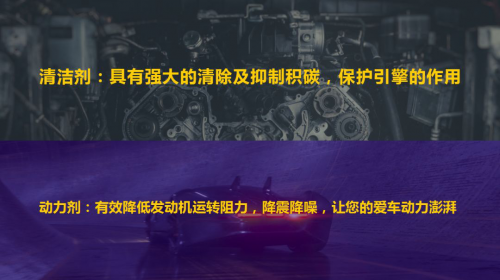 清洁剂：具有强大的清除及抑制积碳，保护引擎的作用
动力剂：有效降低发动机运转阻力，降震降噪，让您的爱车动力澎湃